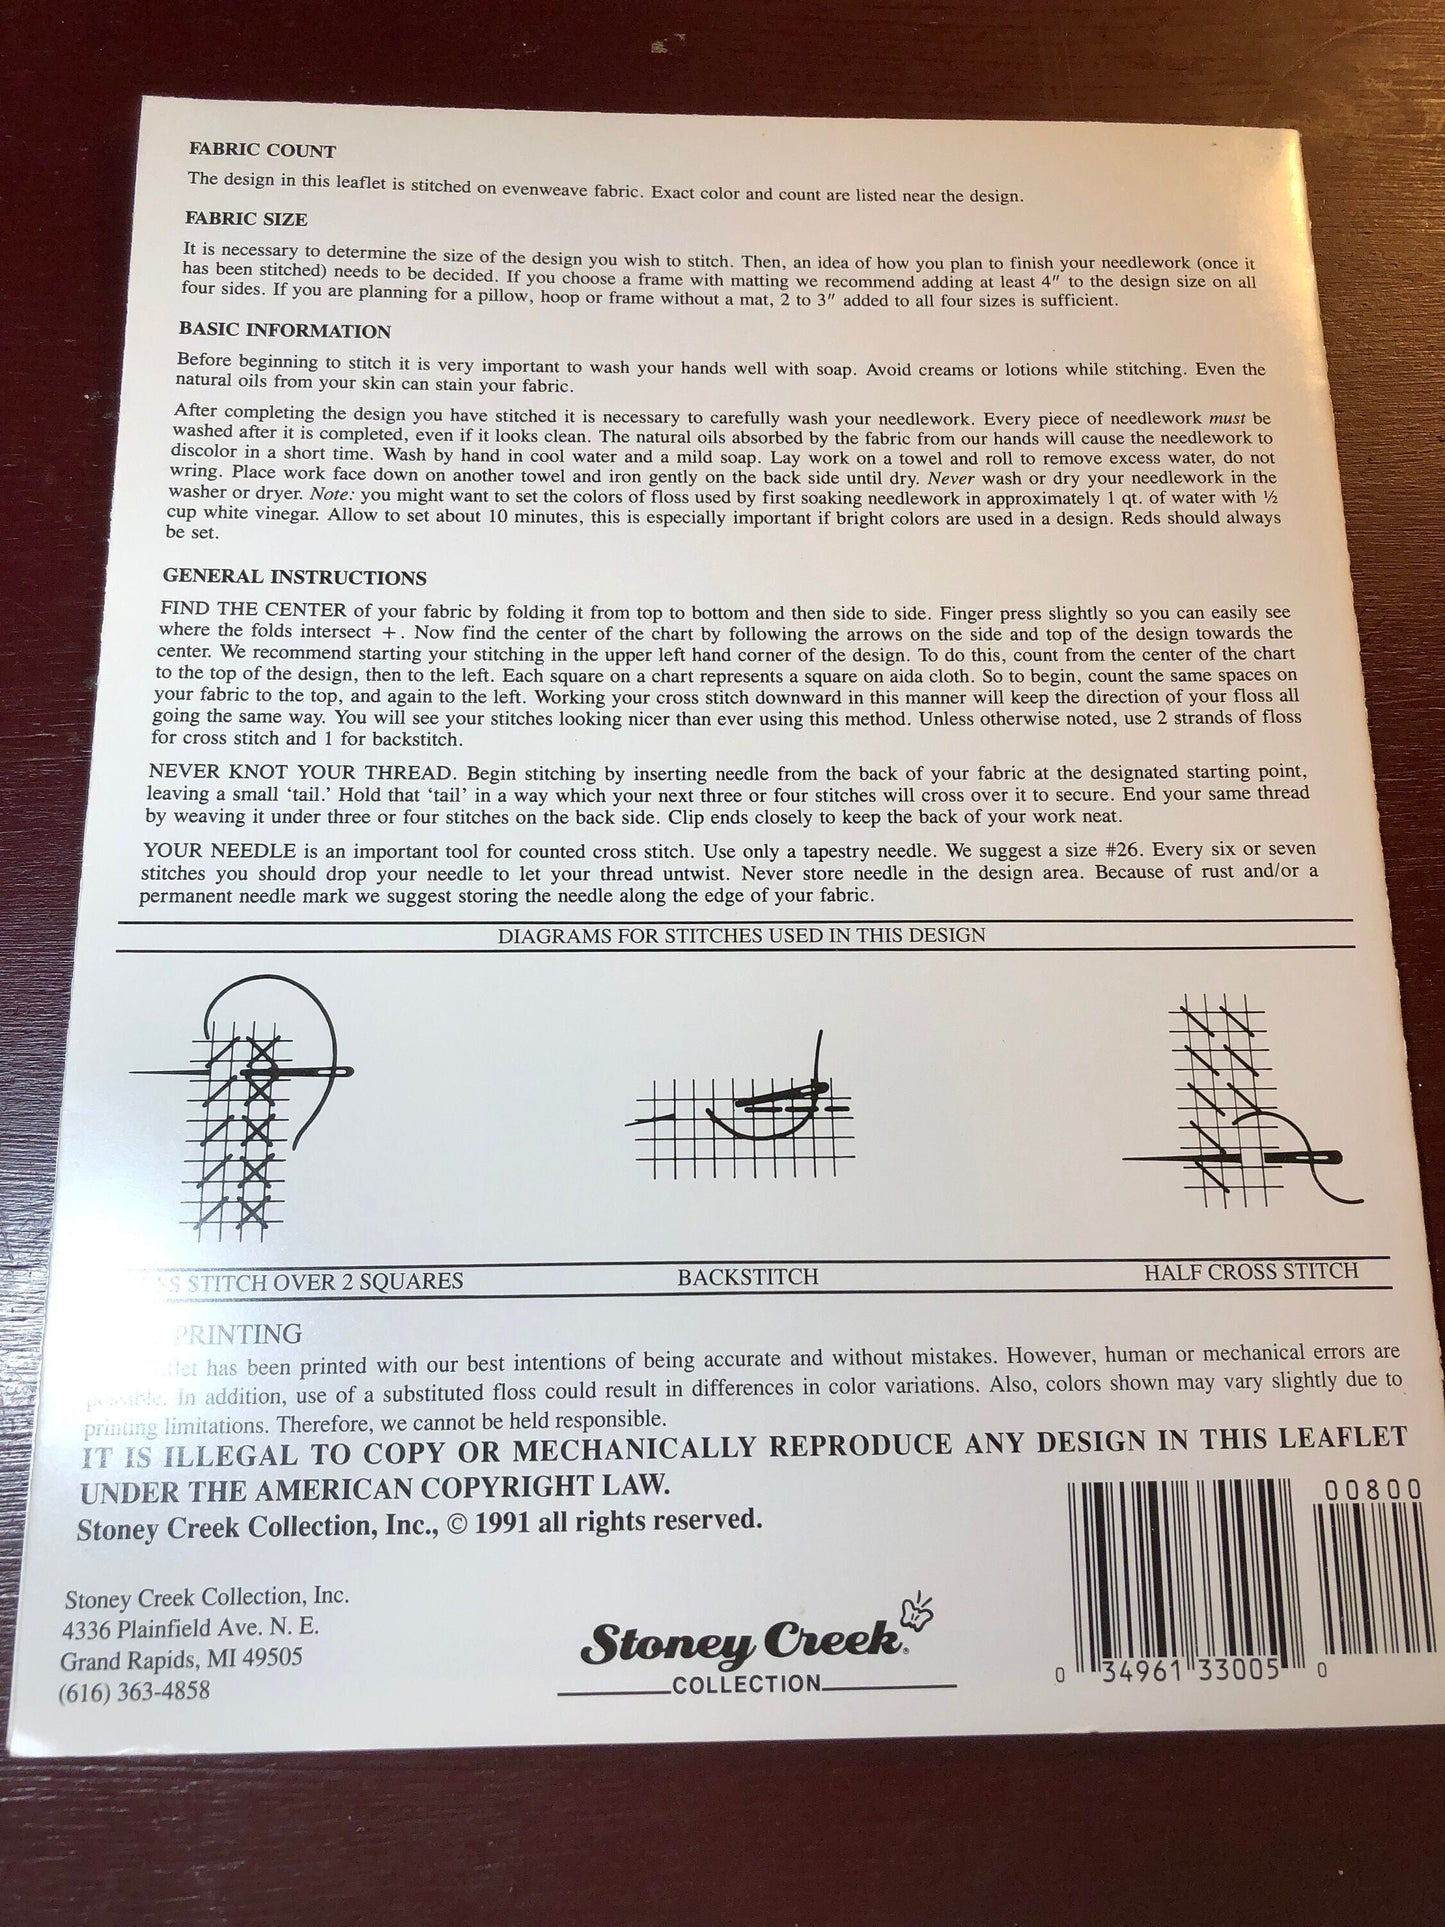 FABRIC COUNT
The design in this leaflet is stitched on evenweave fabric. Exact color and count are listed near the design.
FABRIC SIZE
It is necessary to determine the size of the design you wish to stitch. Then, an idea of how you plan to finish your needlework (once it
has been stitched) needs to be decided. If you choose a frame with matting we recommend adding at least 4" to the design size on all
four sides. If you are planning for a pillow, hoop or frame without a mat, 2 to 3" added to all four sizes is sufficient.
BASIC INFORMATION
Before beginning to stitch it is very important to wash your hands well with soap. Avoid creams or lotions while stitching. Even the
natural oils from your skin can stain your fabric.
After completing the design you have stitched it is necessary to carefully wash your needlework. Every piece of needlework must be
washed after it is completed, even if it looks clean. The natural oils absorbed by the fabric from our hands will cause the needlework to
discolor in a short time. Wash by hand in cool water and a mild soap. Lay work on a towel and roll to remove excess water, do not
wring. Place work face down on another towel and iron gently on the back side until dry. Never wash or dry your needlework in the
washer or dryer. Note: you might want to set the colors of floss used by first soaking needlework in approximately 1 qt. of water with ½
cup white vinegar. Allow to set about 10 minutes, this is especially important if bright colors are used in a design. Reds should always
be set.
GENERAL INSTRUCTIONS
FIND THE CENTER of your fabric by folding it from top to bottom and then side to side. Finger press slightly so you can easily see
where the folds intersect +. Now find the center of the chart by following the arrows on the side and top of the design towards the
center. We recommend starting your stitching in the upper left hand corner of the design. To do this, count from the center of the chart
to the top of the design, then to the left. Each square on a chart represents a square on aida cloth. So to begin, count the same spaces on
your fabric to the top, and again to the left. Working your cross stitch downward in this manner will keep the direction of your floss all
going the same way. You will see your stitches looking nicer than ever using this method. Unless otherwise noted, use 2 strands of floss
for cross stitch and 1 for backstitch.
NEVER KNOT YOUR THREAD. Begin stitching by inserting needle from the back of your fabric at the designated starting point,
leaving a small 'tail.' Hold that 'tail' in a way which your next three or four stitches will cross over it to secure. End your same thread
by weaving it under three or four stitches on the back side. Clip ends closely to keep the back of your work neat.
YOUR NEEDLE is an important tool for counted cross stitch. Use only a tapestry needle. We suggest a size #26. Every six or seven
stitches you should drop your needle to let your thread untwist. Never store needle in the design area. Because of rust and/or a
permanent needle mark we suggest storing the needle along the edge of your fabric.
DIAGRAMS FOR STITCHES USED IN THIS DESIGN
STITCH OVER 2 SQUARES
BACKSTITCH
HALF CROSS STITCH
PRINTING
has been printed with our best intentions of being accurate and without mistakes. However, human or mechanical errors are
In addition, use of a substituted floss could result in differences in color variations. Also, colors shown may vary slightly due to
printing limitations. Therefore, we cannot be held responsible.
IT IS ILLEGAL TO COPY OR MECHANICALLY REPRODUCE ANY DESIGN IN THIS LEAFLET
UNDER THE AMERICAN COPYRIGHT LAW.
Stoney Creek Collection, Inc., © 1991 all rights reserved.
Stoney Creek Collection, Inc.
4336 Plainfield Ave. N. E.
Grand Rapids, MI 49505
(616) 363-4858
Stoney Creek®
COLLECTION
00800
0 34961 33005 0